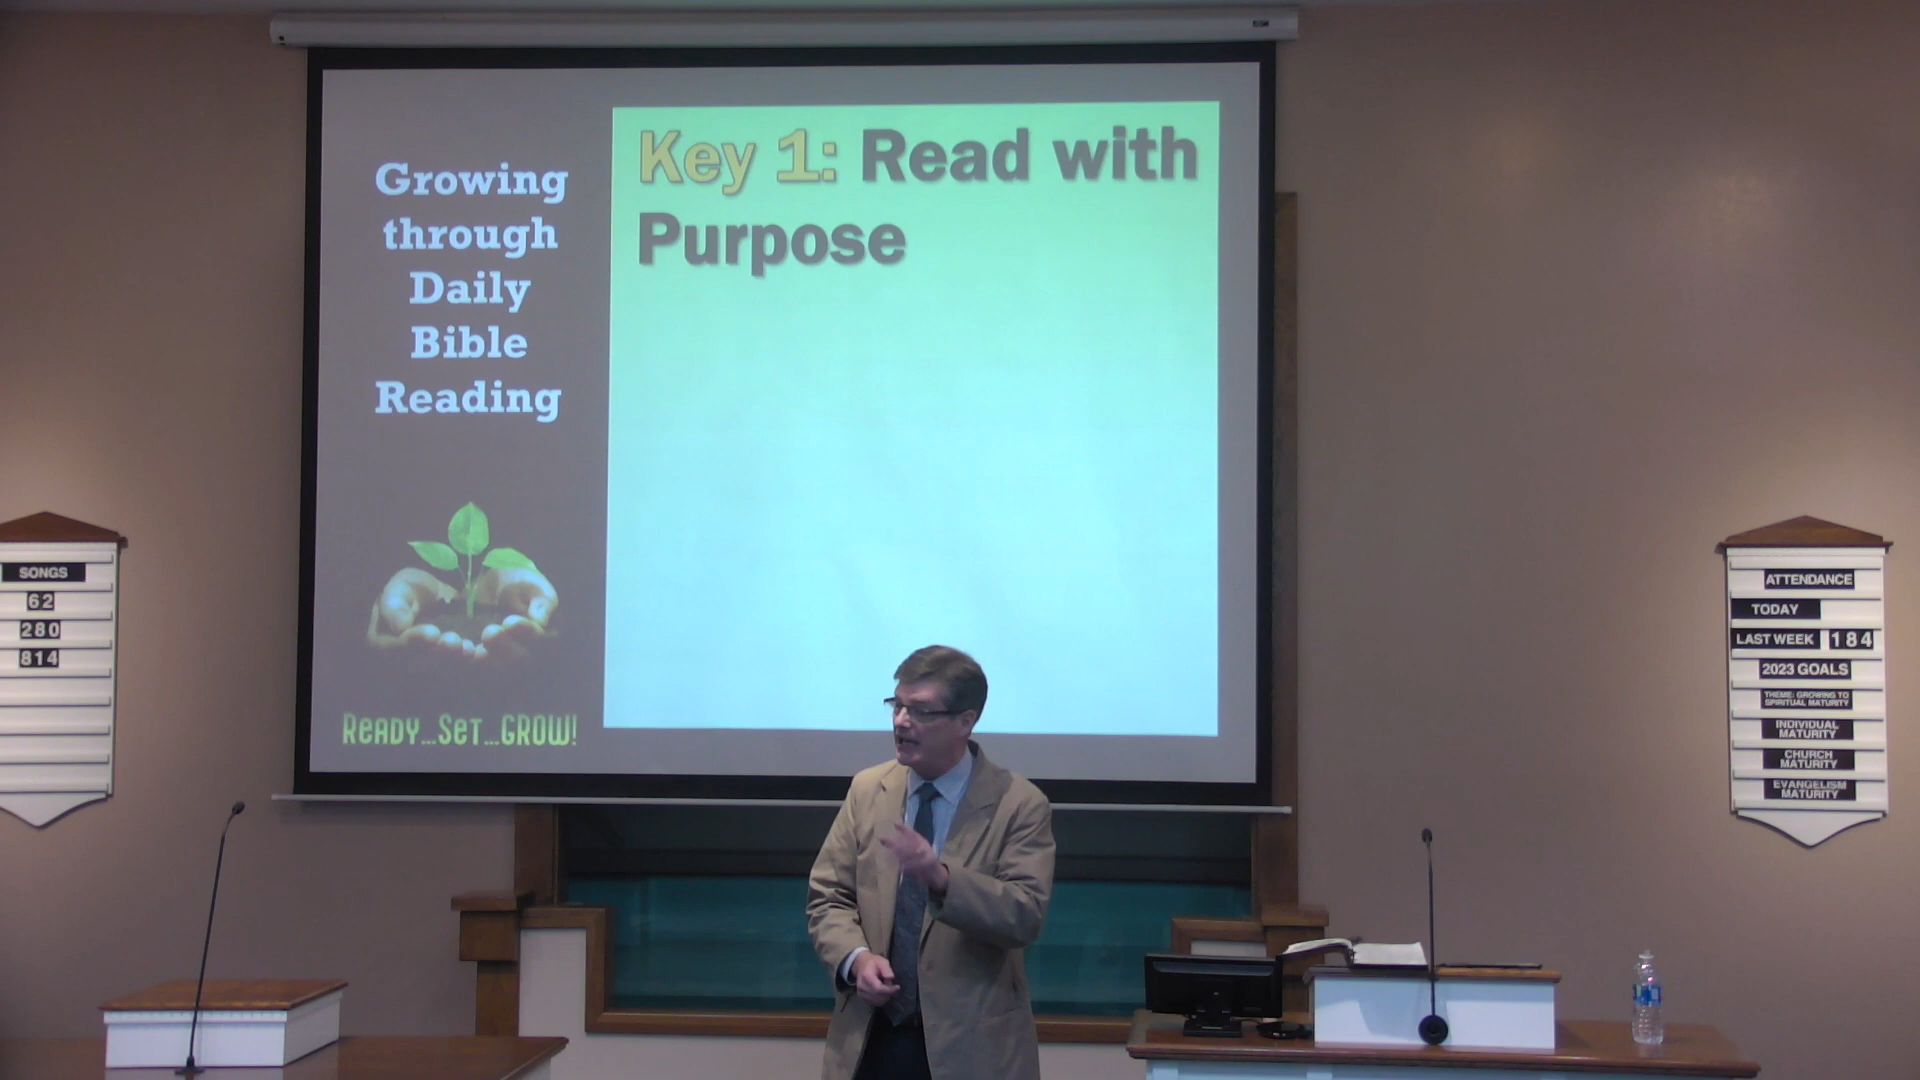 Growing
through
Daily
Bible
Reading
READY...SET...GROW!
Key 1: Read with
Purpose
SONGS
62
280
814
ATTENDANCE
TODAY
LAST WEEK 184
2023 GOALS
THEME: GROWING TO
SPIRITUAL MATURITY
INDIVIDUAL
MATURITY
CHURCH
MATURITY
EVANGELISM
MATURITY